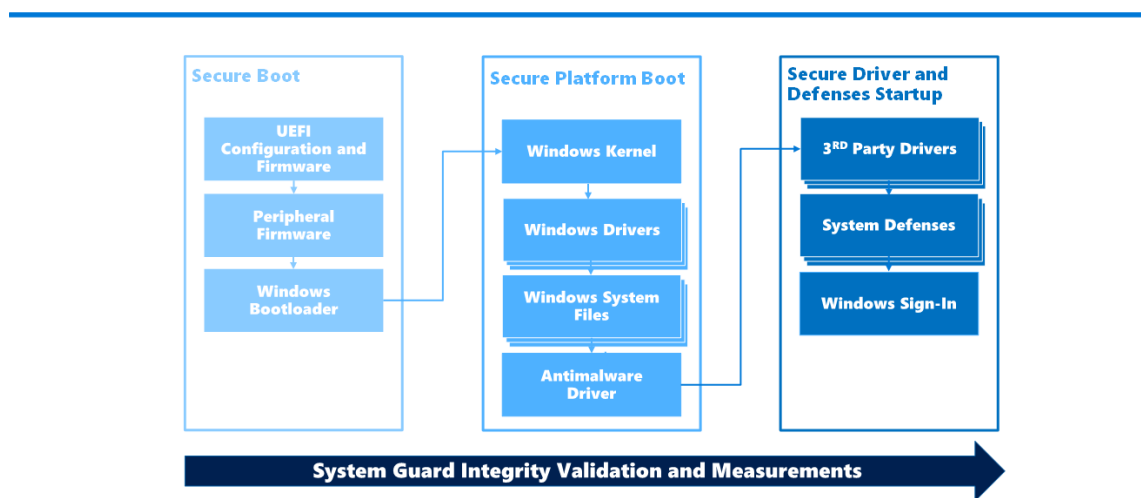 Secure Boot
UEFI
Configuration and
Firmware
Peripheral
Firmware
Windows
Bootloader
Secure Platform Boot
Windows Kernel
Windows Drivers
Windows System
Files
Antimalware
Driver
Secure Driver and
Defenses Startup
3RD Party Drivers
System Defenses
Windows Sign-In
System Guard Integrity Validation and Measurements